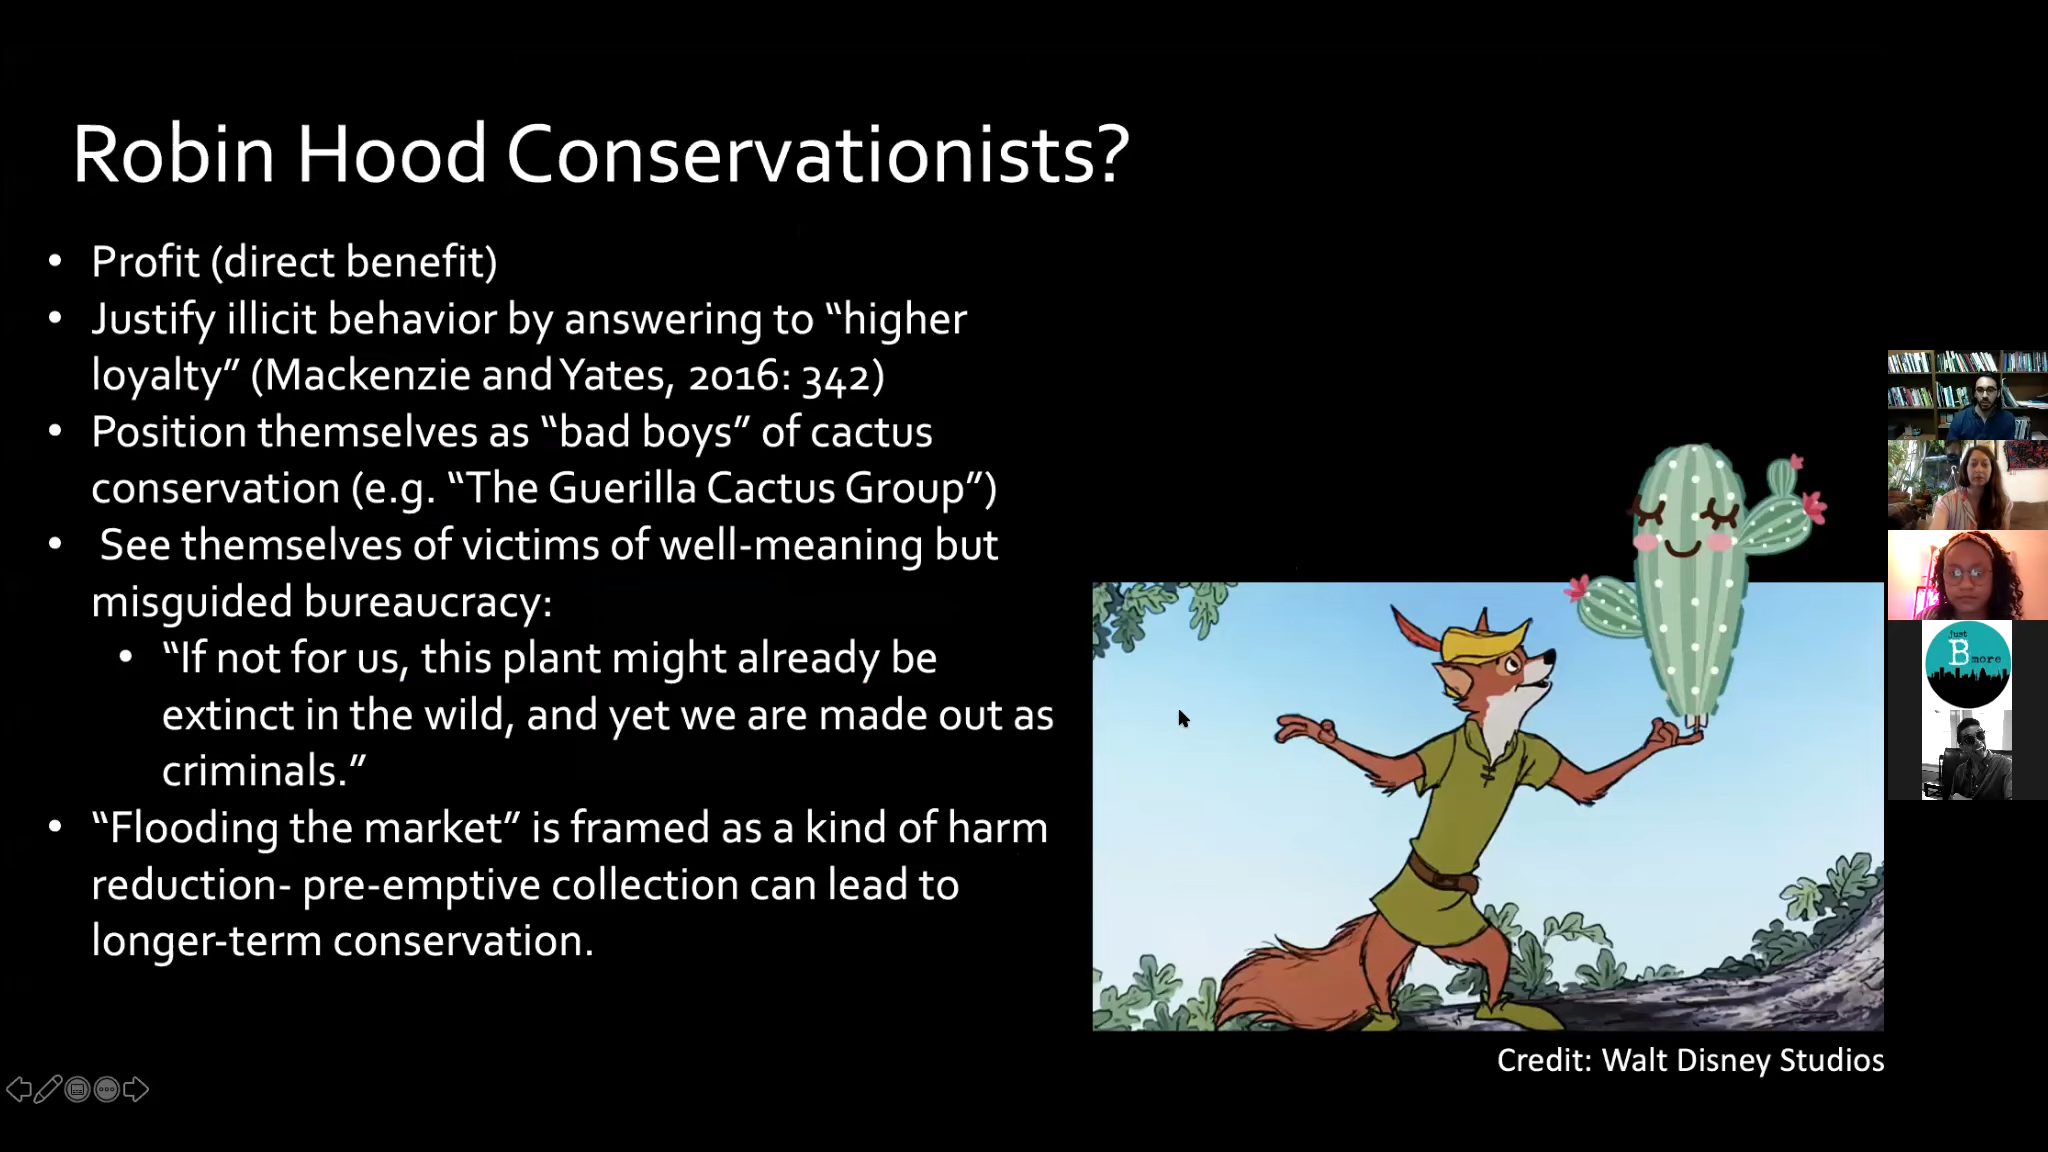 Robin Hood Conservationists?
• Profit (direct benefit)
• Justify illicit behavior by answering to “higher
loyalty” (Mackenzie and Yates, 2016: 342)
• Position themselves as “bad boys” of cactus
conservation (e.g. “The Guerilla Cactus Group”)
• See themselves of victims of well-meaning but
misguided bureaucracy:
• “If not for us, this plant might already be
extinct in the wild, and yet we are made out as
criminals.”
• “Flooding the market” is framed as a kind of harm
reduction- pre-emptive collection can lead to
longer-term conservation.
Credit: Walt Disney Studios
just
B more